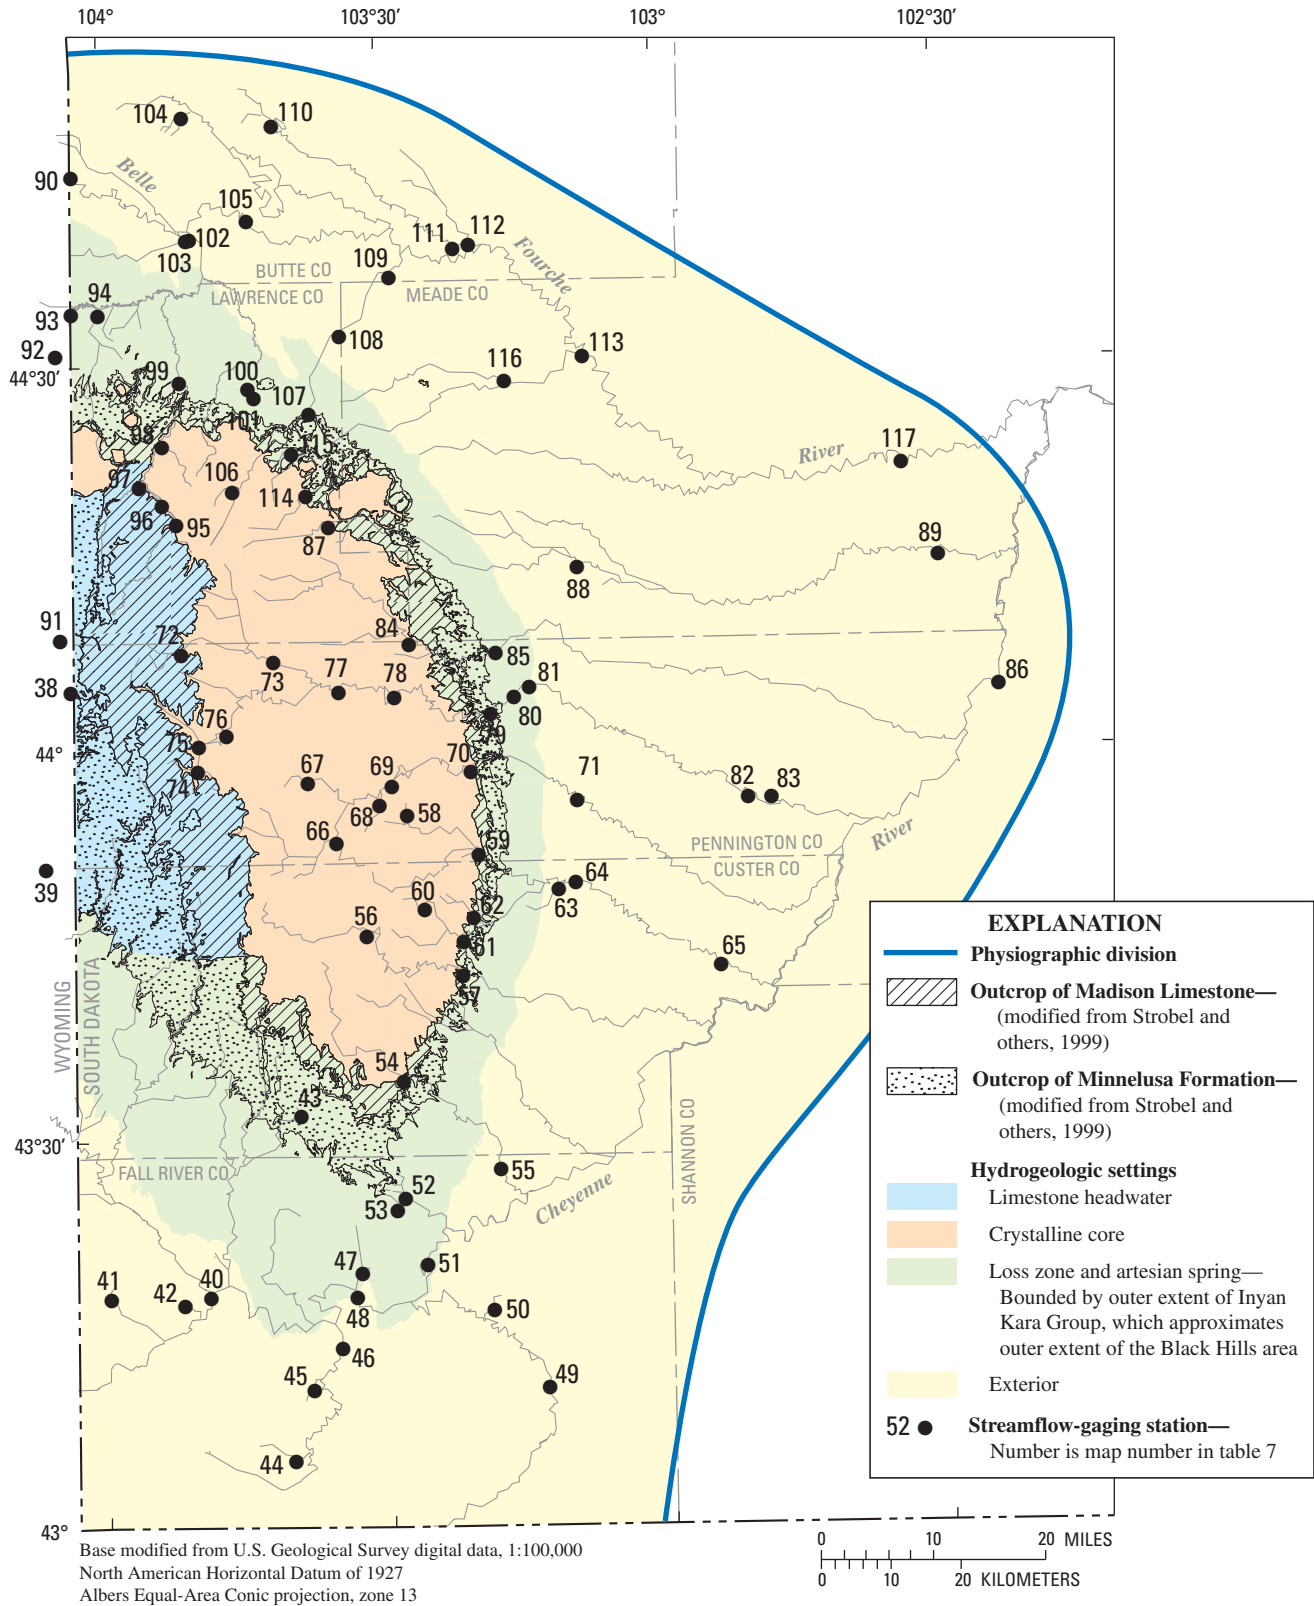 104° 103°30' 103° 102°30'
104
110
90
Belle
105
102
103
111
112
Fourche
109
BUTTE CO
LAWRENCE CO
MEADE CO
94
93
92
108
113
44°30'
99
100
101
107
116
98
115
117
River
97
106
114
96
95
87
89
88
91
72
84
85
73
77
78
81
80
86
38
79
76
75
44°
74
67
69
70
71
82
83
68
58
66
59
PENNINGTON CO
CUSTER CO
River
39
60
62
64
63
56
61
65
57
WYOMING
SOUTH DAKOTA
54
43
43°30'
FALL RIVER CO
SHANNON CO
55
52
53
Cheyenne
41
42
40
47
51
48
50
46
45
49
44
43°
EXPLANATION
Physiographic division
Outcrop of Madison Limestone—
(modified from Strobel and
others, 1999)
Outcrop of Minnelusa Formation—
(modified from Strobel and
others, 1999)
Hydrogeologic settings
Limestone headwater
Crystalline core
Loss zone and artesian spring—
Bounded by outer extent of Inyan
Kara Group, which approximates
outer extent of the Black Hills area
Exterior
52 Streamflow-gaging station—
Number is map number in table 7
Base modified from U.S. Geological Survey digital data, 1:100,000
North American Horizontal Datum of 1927
Albers Equal-Area Conic projection, zone 13
0 10 20 MILES
0 10 20 KILOMETERS